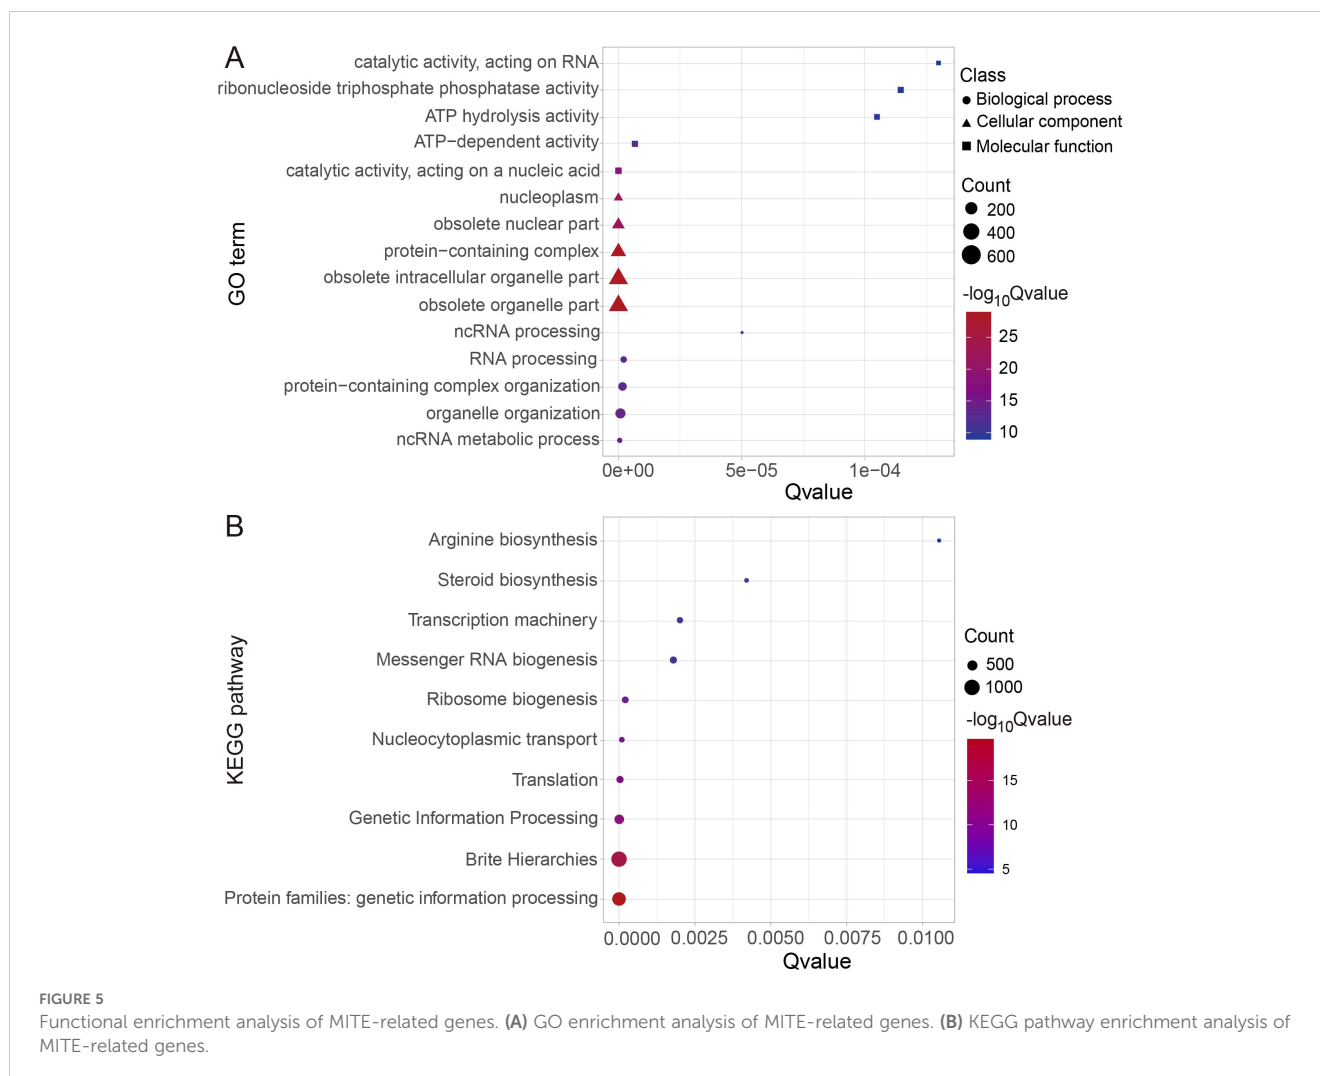 A
catalytic activity, acting on RNA
ribonucleoside triphosphate phosphatase activity
ATP hydrolysis activity
ATP−dependent activity
catalytic activity, acting on a nucleic acid
nucleoplasm
obsolete nuclear part
protein−containing complex
obsolete intracellular organelle part
obsolete organelle part
ncRNA processing
RNA processing
protein−containing complex organization
organelle organization
ncRNA metabolic process
GO term
0e+00 5e−05 1e−04
Qvalue
Class
Biological process
Cellular component
Molecular function
Count
200
400
600
-log10Qvalue
25
20
15
10
B
Arginine biosynthesis
Steroid biosynthesis
Transcription machinery
Messenger RNA biogenesis
Ribosome biogenesis
Nucleocytoplasmic transport
Translation
Genetic Information Processing
Brite Hierarchies
Protein families: genetic information processing
KEGG pathway
0.0000 0.0025 0.0050 0.0075 0.0100
Qvalue
Count
500
1000
-log10Qvalue
15
10
5
FIGURE 5
Functional enrichment analysis of MITE-related genes. (A) GO enrichment analysis of MITE-related genes. (B) KEGG pathway enrichment analysis of
MITE-related genes.